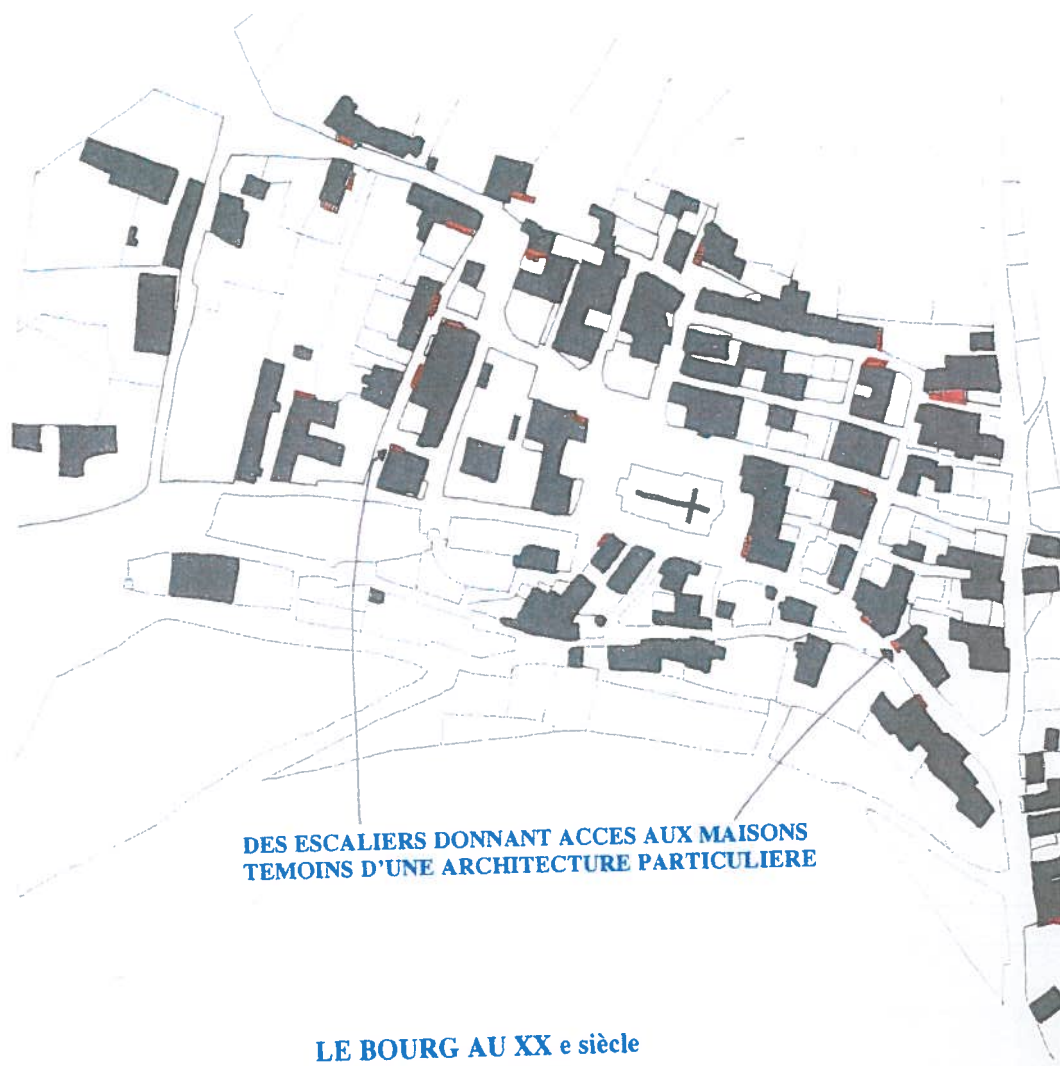 DES ESCALIERS DONNANT ACCES AUX MAISONS
TEMOINS D'UNE ARCHITECTURE PARTICULIERE
LE BOURG AU XX e siècle